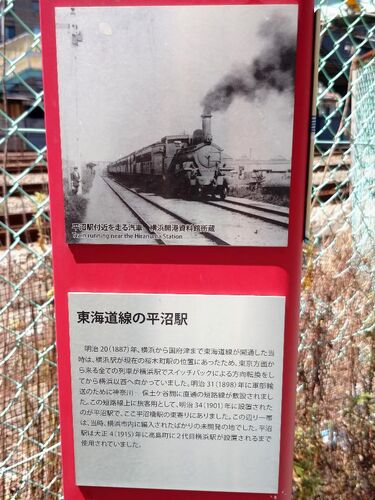 平沼駅付近を走る汽車　横浜開港資料館所蔵
Train running near the Hiranuma Station
東海道線の平沼駅
明治20(1887)年、横浜から国府津まで東海道線が開通した当
時は、横浜駅が現在の桜木町駅の位置にあったため、東京方面か
ら来る全ての列車が横浜駅でスイッチバックによる方向転換をし
てから横浜以西へ向かっていました。明治31(1898)年に軍部輸
送のために神奈川―保土ケ谷間に直通の短絡線が敷設されまし
た。この短絡線上に旅客用として、明治34(1901)年に設置された
のが平沼駅で、ここ平沼橋駅の東寄りにありました。この辺り一帯
は、当時、横浜市内に編入されたばかりの未開発の地でした。平沼
駅は大正4(1915)年に高島町に2代目横浜駅が設置されるまで
使用されていました。